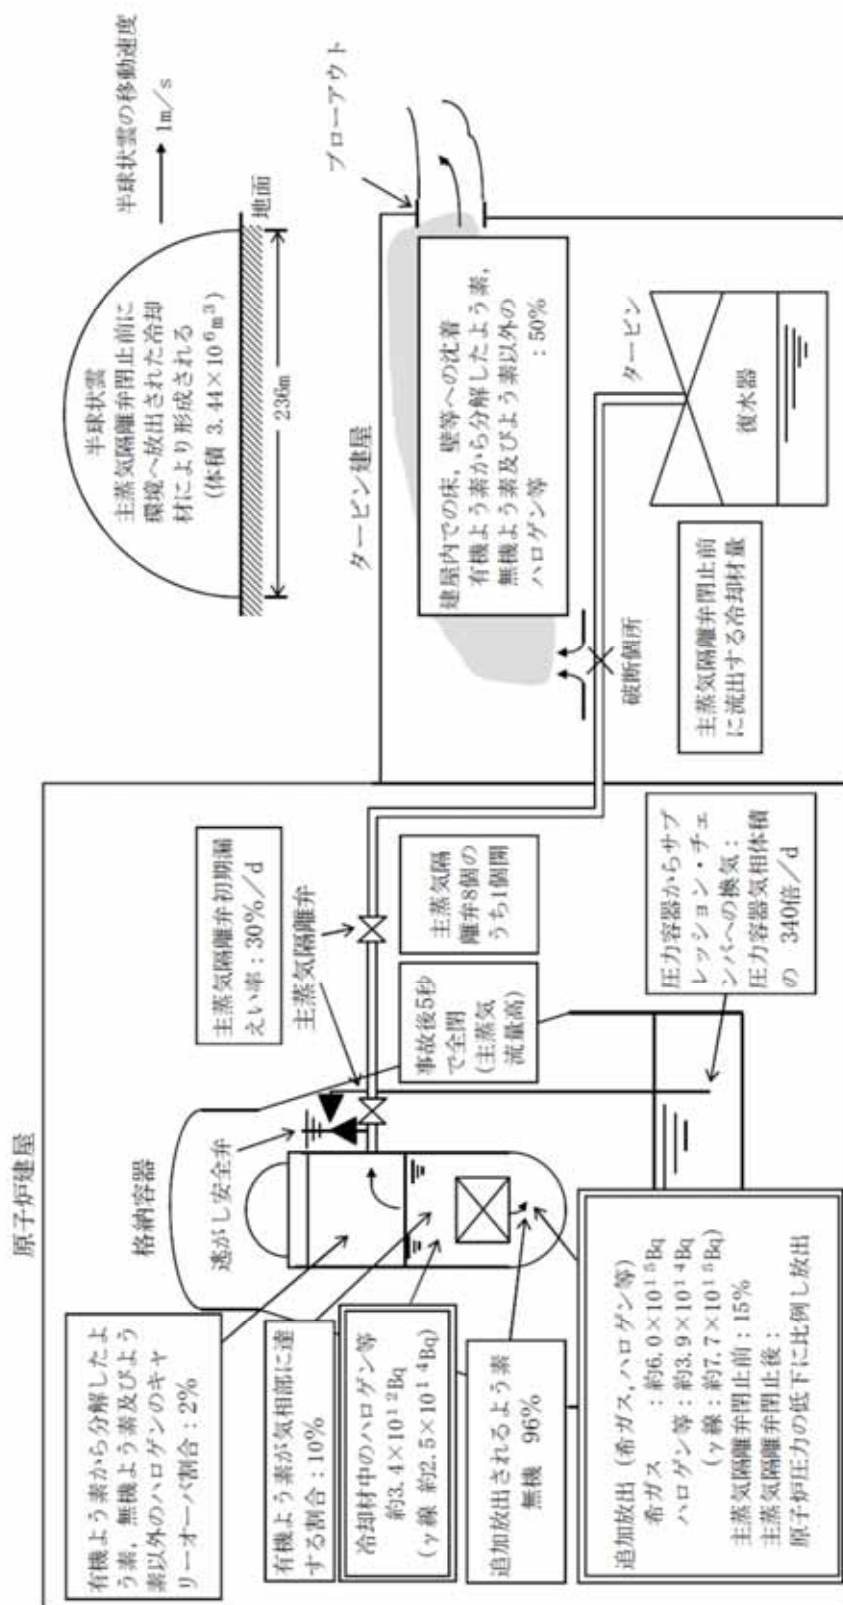 原子炉建屋
格納容器
逃がし安全弁
有機よう素から分解したよ
う素,無機よう素及びよう
素以外のハロゲンのキャ
リーオーバ割合:2%
有機よう素が気相部に達
する割合:10%
冷却材中のハロゲン等
約3.4×10¹²Bq
(γ線 約2.5×10¹⁴Bq)
追加放出されるよう素
無機 96%
追加放出(希ガス,ハロゲン等)
希ガス :約6.0×10¹⁵Bq
ハロゲン等:約3.9×10¹⁴Bq
(γ線:約7.7×10¹⁵Bq)
主蒸気隔離弁閉止前:15%
主蒸気隔離弁閉止後:
原子炉圧力の低下に比例し放出
主蒸気隔離弁初期漏
えい率:30%/d
主蒸気隔離弁
事故後5秒
で全閉
(主蒸気
流量高)
主蒸気隔
離弁8個の
うち1個開
圧力容器からサプ
レッション・チェ
ンバへの換気:
圧力容器気相体積
の 340倍/d
タービン建屋
破断個所
主蒸気隔離弁閉止前
に流出する冷却材量
建屋内での床,壁等への沈着
有機よう素から分解したよう素,
無機よう素及びよう素以外の
ハロゲン等 :50%
タービン
復水器
ブローアウト
半球状雲
主蒸気隔離弁閉止前に
環境へ放出された冷却
材により形成される
(体積 3.44×10⁶m³)
236m
地面
半球状雲の移動速度
1m/s